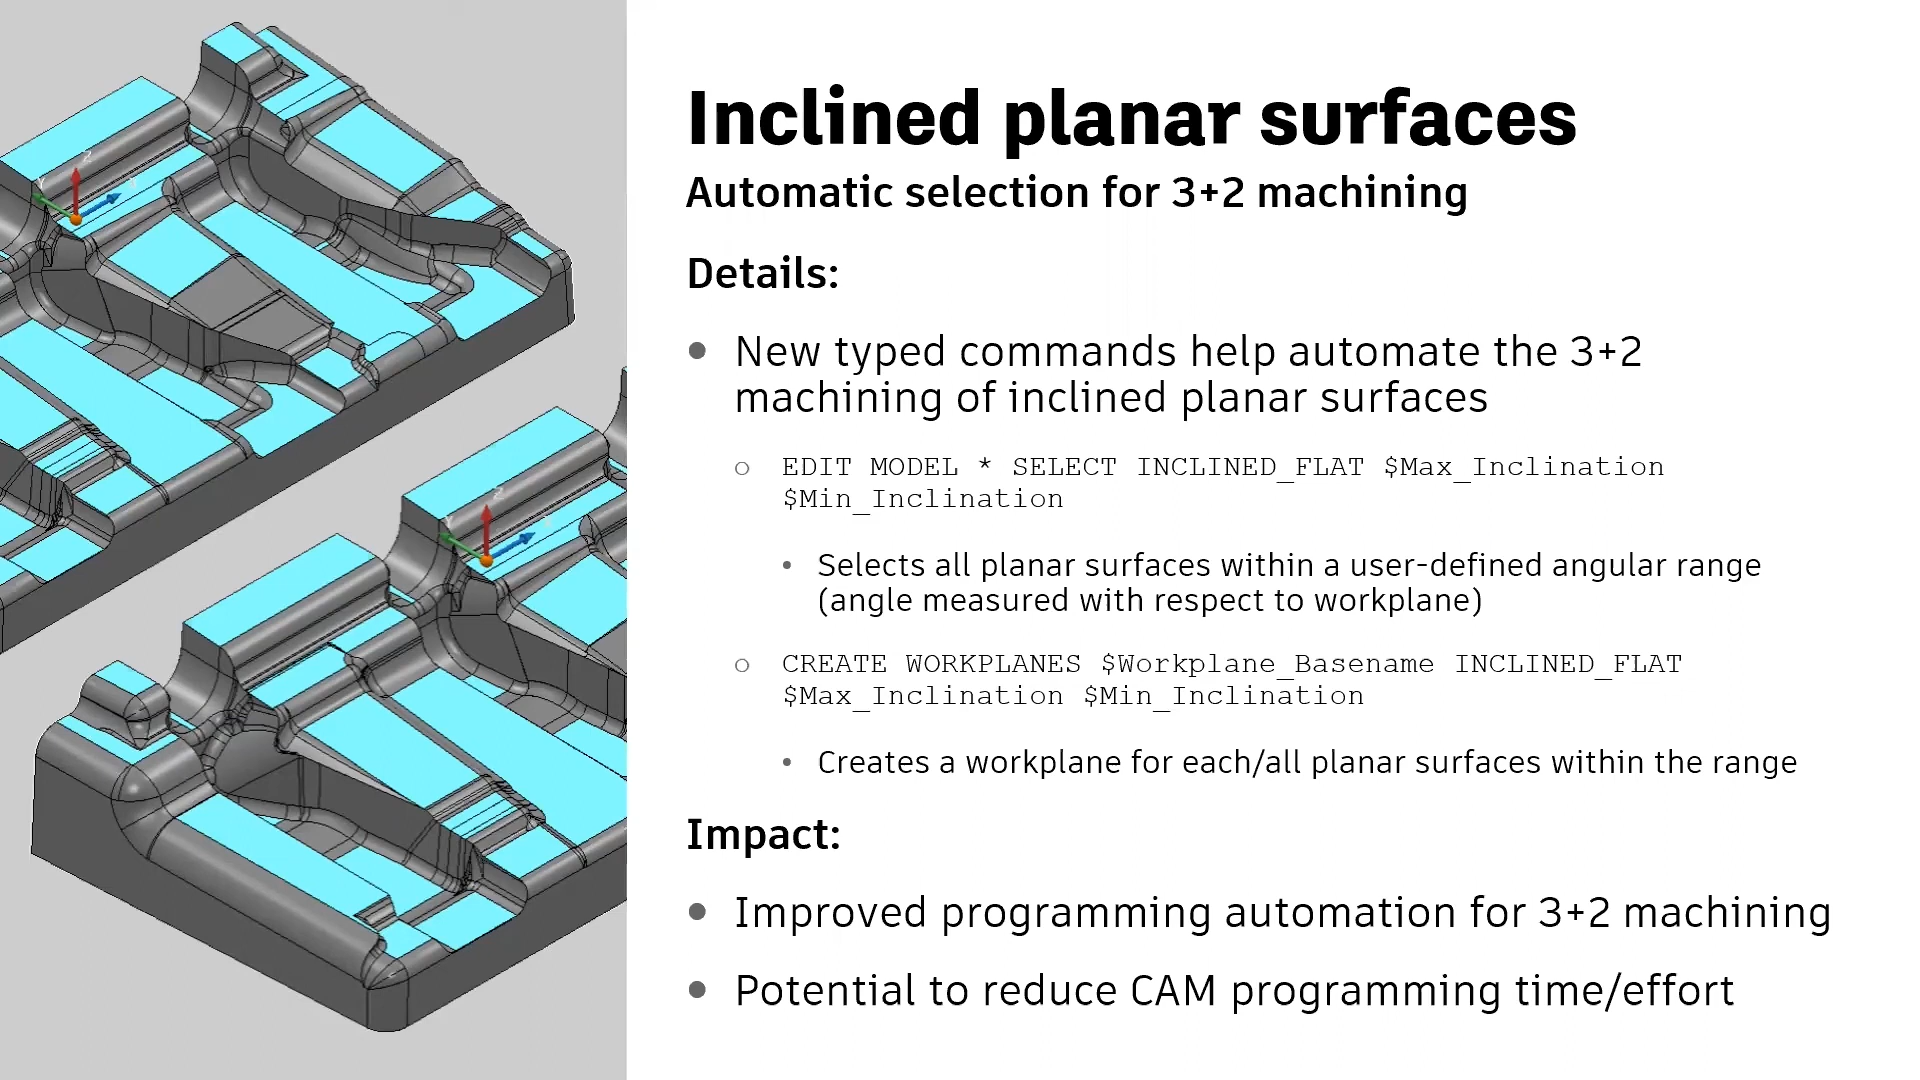 Inclined planar surfaces
Automatic selection for 3+2 machining
Details:
• New typed commands help automate the 3+2
machining of inclined planar surfaces
o EDIT MODEL * SELECT INCLINED_FLAT $Max_Inclination
$Min_Inclination
• Selects all planar surfaces within a user-defined angular range
(angle measured with respect to workplane)
o CREATE WORKPLANES $Workplane_Basename INCLINED_FLAT
$Max_Inclination $Min_Inclination
• Creates a workplane for each/all planar surfaces within the range
Impact:
• Improved programming automation for 3+2 machining
• Potential to reduce CAM programming time/effort
Z
Y
X
Z
Y
X